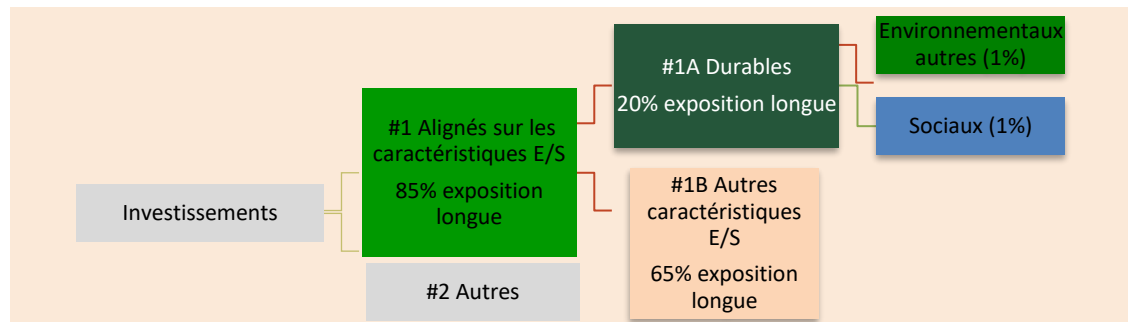 Investissements
#1 Alignés sur les
caractéristiques E/S
85% exposition
longue
#2 Autres
#1A Durables
20% exposition longue
#1B Autres
caractéristiques
E/S
65% exposition
longue
Environnementaux
autres (1%)
Sociaux (1%)